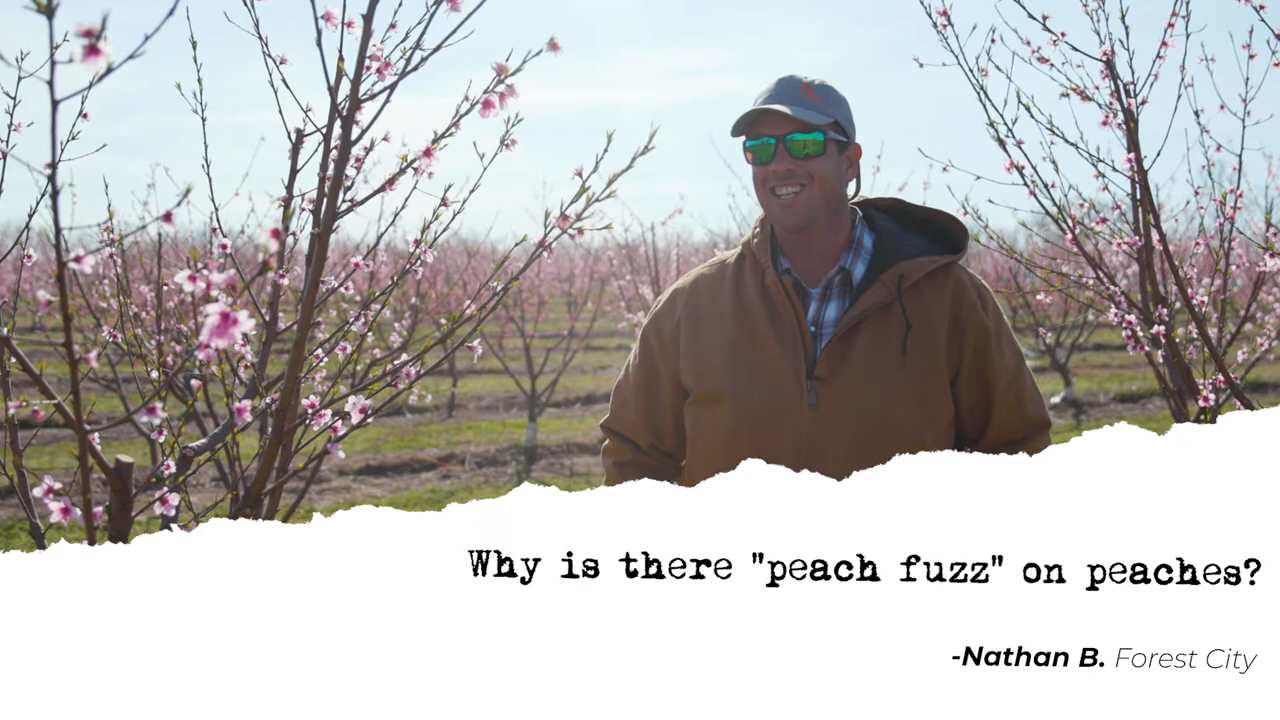 Why is there "peach fuzz" on peaches?
-Nathan B. Forest City